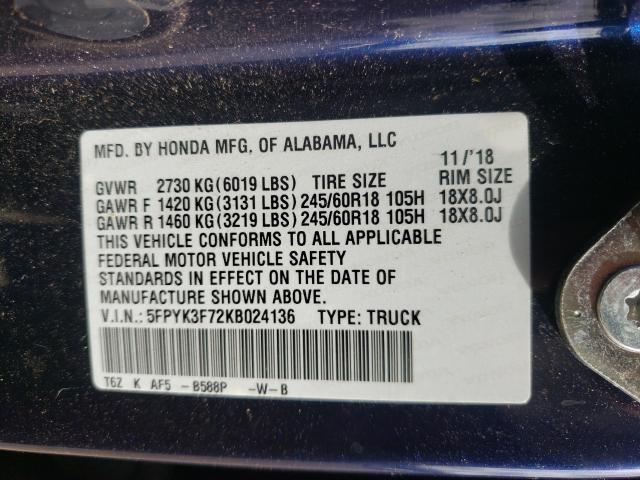 MFD. BY HONDA MFG. OF ALABAMA, LLC
11/'18
GVWR 2730 KG (6019 LBS) TIRE SIZE RIM SIZE
GAWR F 1420 KG (3131 LBS) 245/60R18 105H 18X8.0J
GAWR R 1460 KG (3219 LBS) 245/60R18 105H 18X8.0J
THIS VEHICLE CONFORMS TO ALL APPLICABLE
FEDERAL MOTOR VEHICLE SAFETY
STANDARDS IN EFFECT ON THE DATE OF
MANUFACTURE SHOWN ABOVE.
V.I.N.: 5FPYK3F72KB024136 TYPE: TRUCK
T6Z K AF5 -B588P -W-B